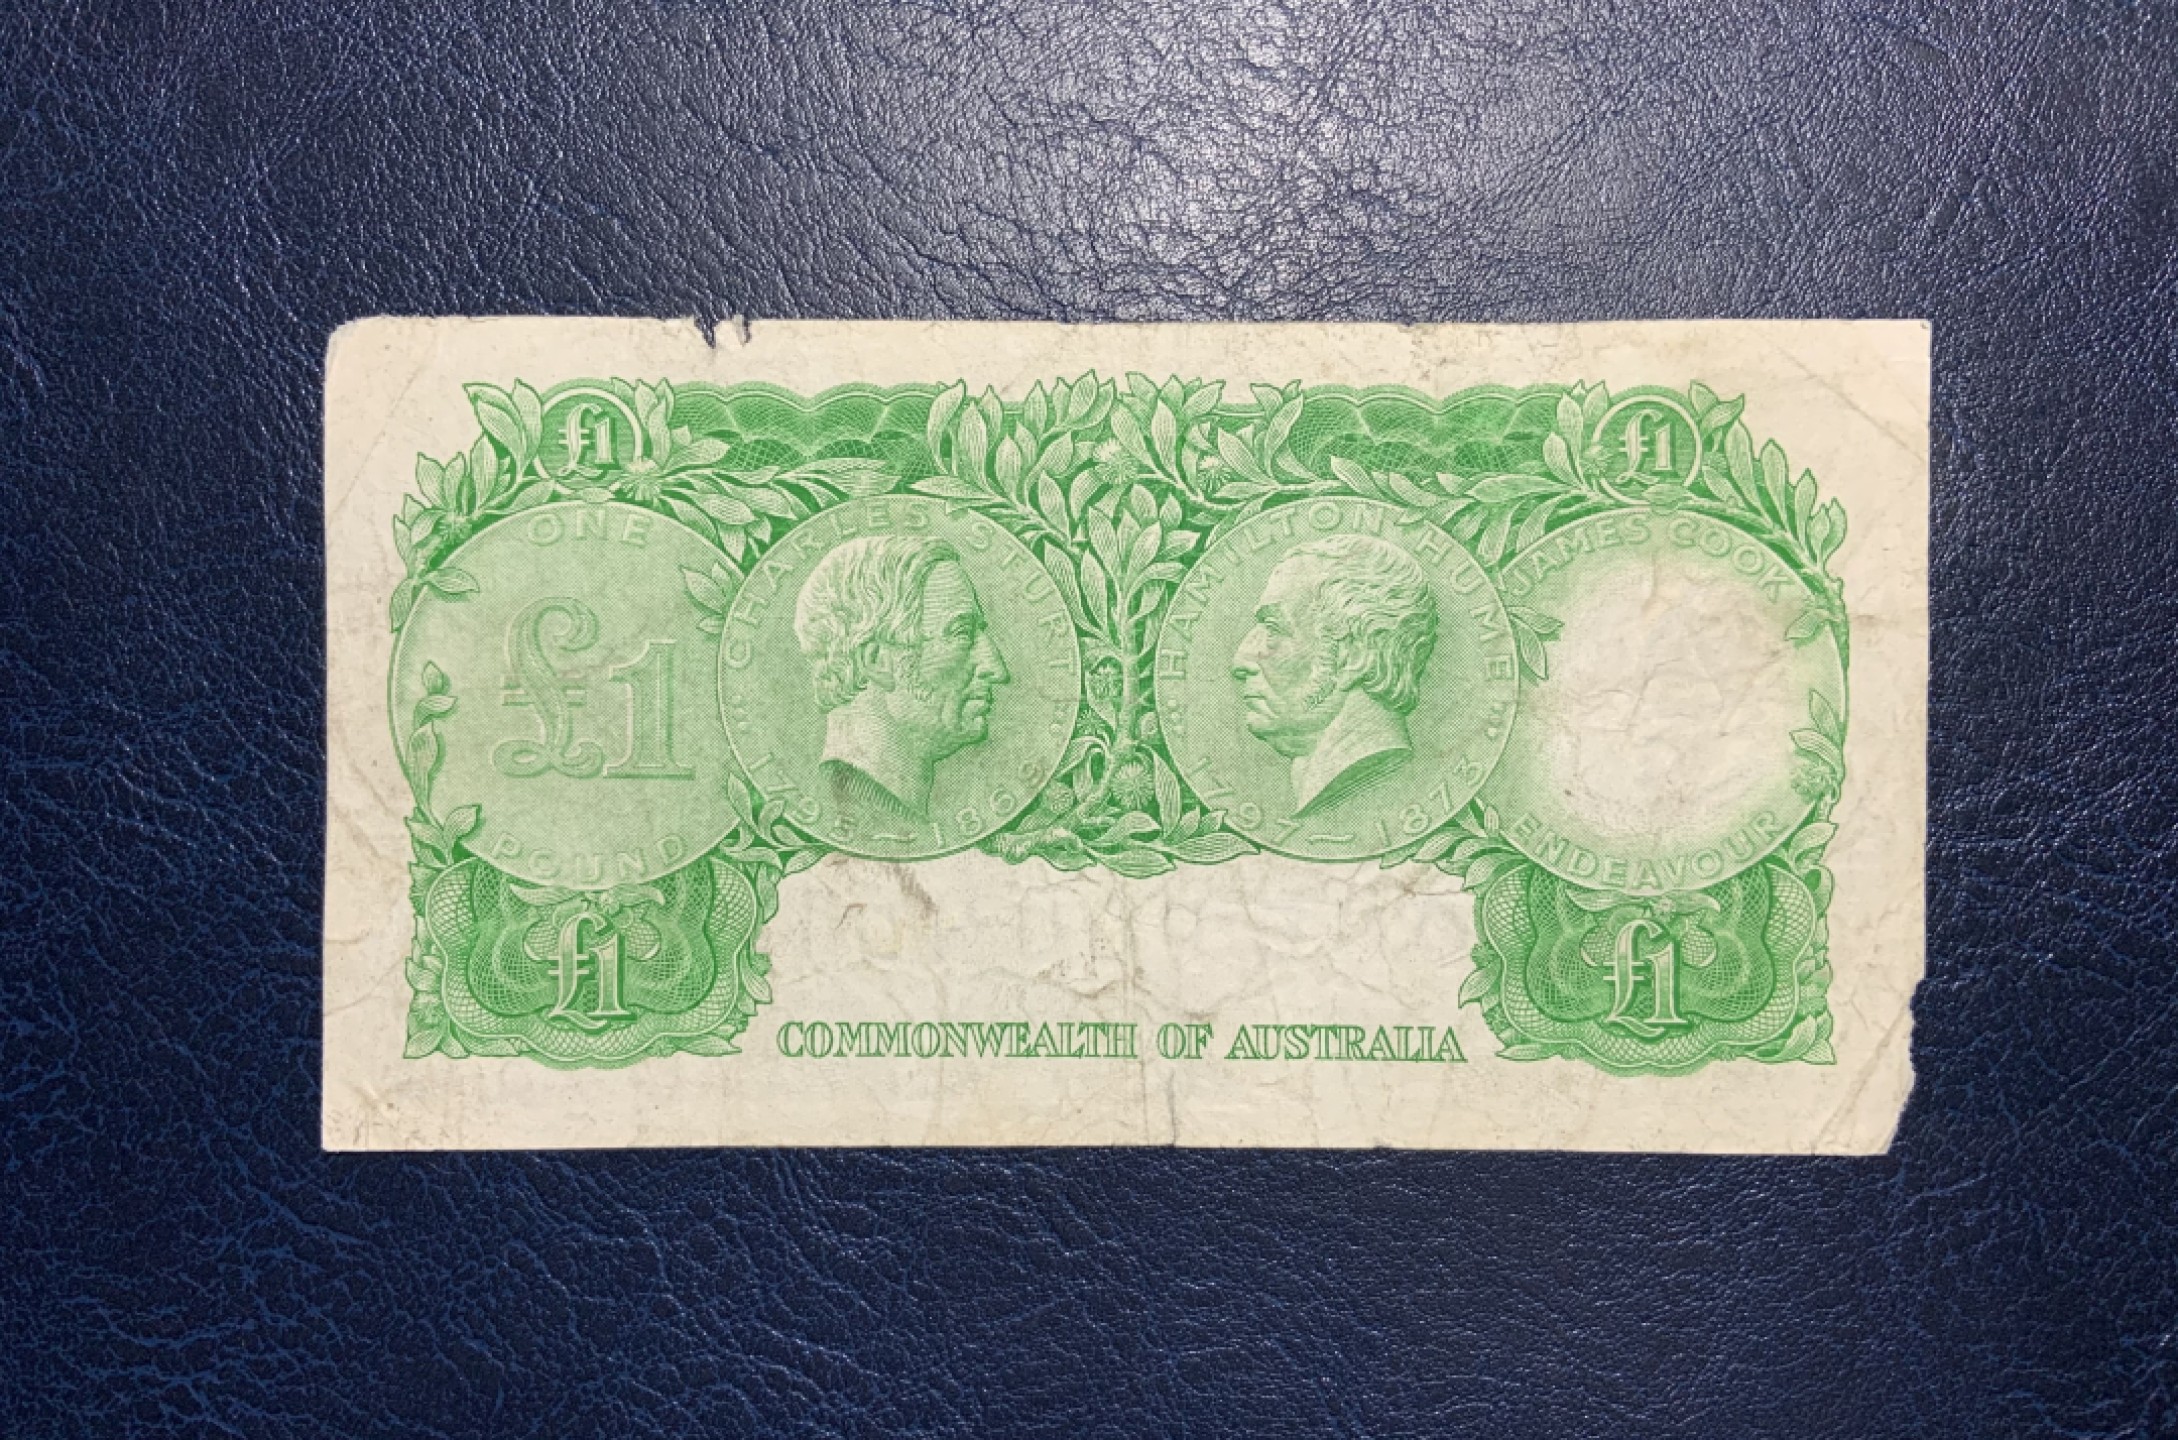 £1
£1
ONE
£1
POUND
CHARLES STURT
1795–1869
HAMILTON HUME
1797–1873
JAMES COOK
ENDEAVOUR
£1
£1
COMMONWEALTH OF AUSTRALIA